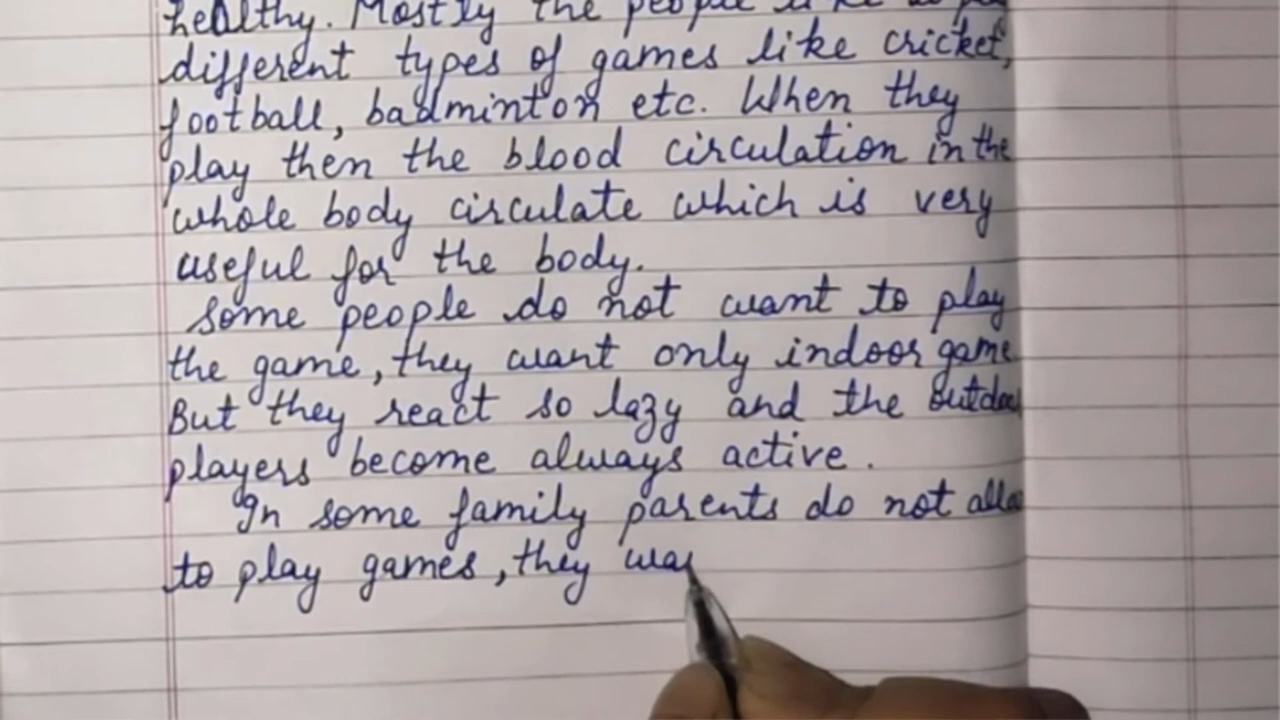 healthy. Mostly the people like
different types of games like cricket,
football, badminton etc. When they
play then the blood circulation in the
whole body circulate which is very
useful for the body.
Some people do not want to play
the game, they want only indoor game
But they react so lazy and the
players become always active.
In some family parents do not
to play games, they